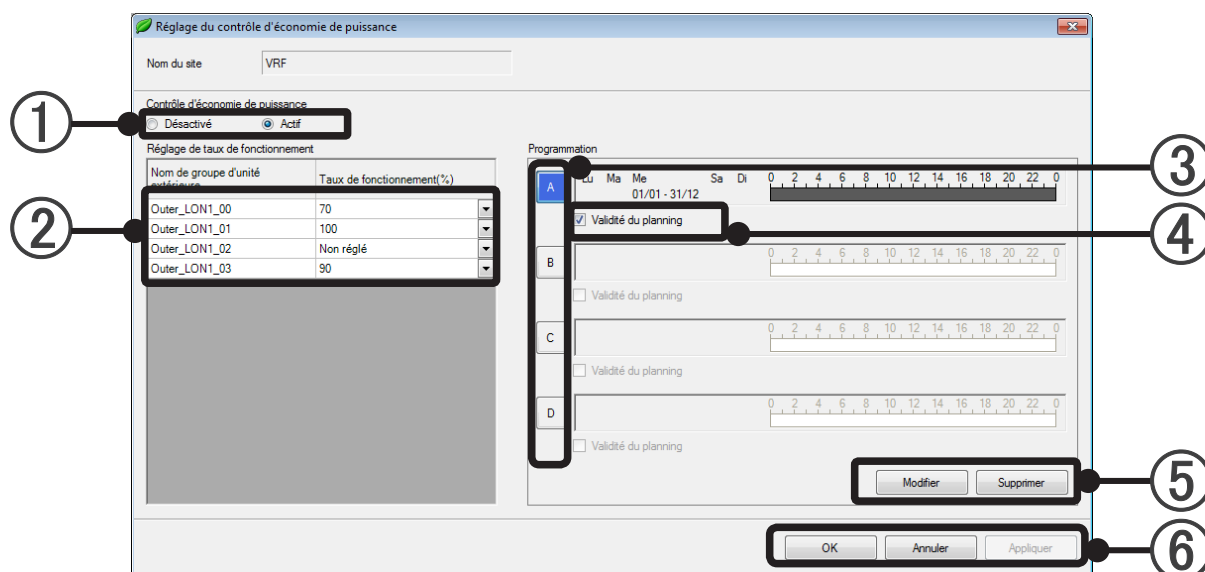 Réglage du contrôle d'économie de puissance
Nom du site VRF
Contrôle d'économie de puissance
① Désactivé Actif
Réglage de taux de fonctionnement
Nom de groupe d'unité extérieure Taux de fonctionnement(%)
② Outer_LON1_00 70
Outer_LON1_01 100
Outer_LON1_02 Non réglé
Outer_LON1_03 90
Programmation
③
A Lu Ma Me Sa Di 0 2 4 6 8 10 12 14 16 18 20 22 0
01/01 - 31/12
Validité du planning ④
B 0 2 4 6 8 10 12 14 16 18 20 22 0
Validité du planning
C 0 2 4 6 8 10 12 14 16 18 20 22 0
Validité du planning
D 0 2 4 6 8 10 12 14 16 18 20 22 0
Validité du planning
Modifier Supprimer ⑤
OK Annuler Appliquer ⑥